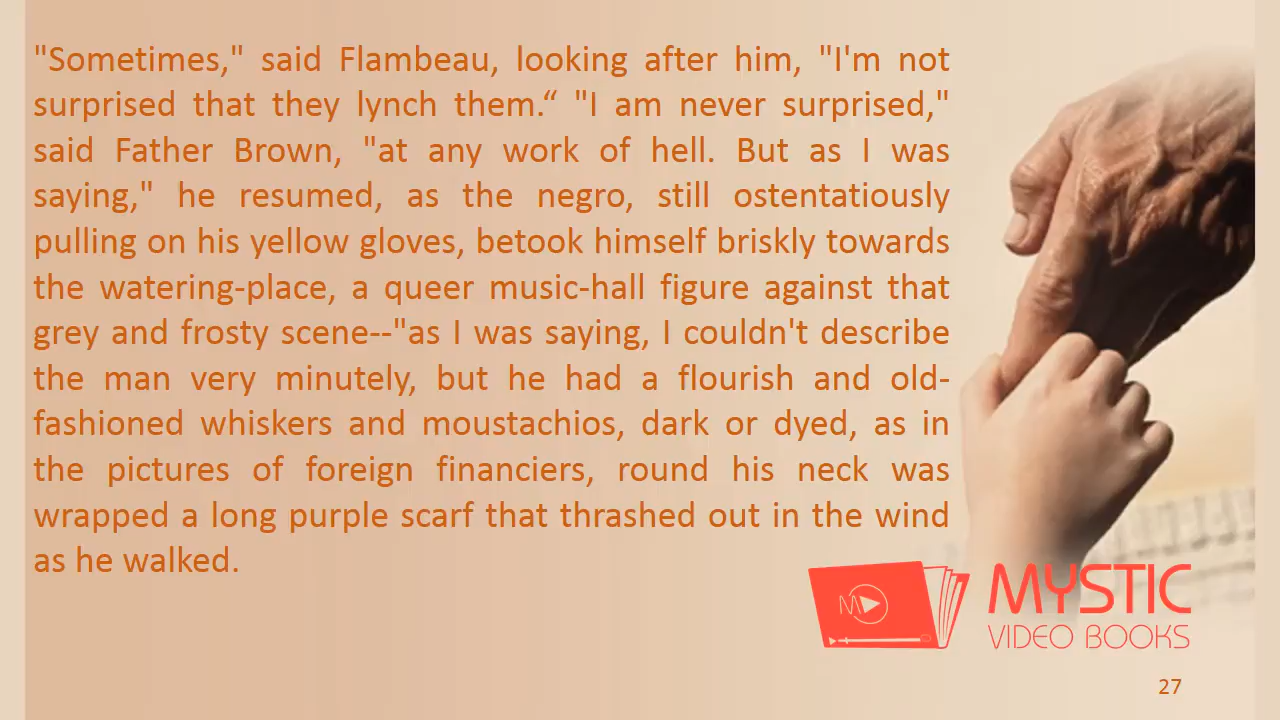 "Sometimes," said Flambeau, looking after him, "I'm not
surprised that they lynch them.“ "I am never surprised,"
said Father Brown, "at any work of hell. But as I was
saying," he resumed, as the negro, still ostentatiously
pulling on his yellow gloves, betook himself briskly towards
the watering-place, a queer music-hall figure against that
grey and frosty scene--"as I was saying, I couldn't describe
the man very minutely, but he had a flourish and old-
fashioned whiskers and moustachios, dark or dyed, as in
the pictures of foreign financiers, round his neck was
wrapped a long purple scarf that thrashed out in the wind
as he walked.
M
MYSTIC
VIDEO BOOKS
27